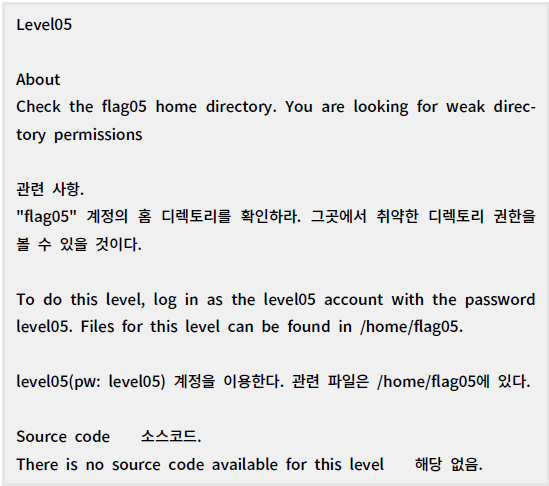 Level05
About
Check the flag05 home directory. You are looking for weak direc-
tory permissions
관련 사항.
"flag05" 계정의 홈 디렉토리를 확인하라. 그곳에서 취약한 디렉토리 권한을
볼 수 있을 것이다.
To do this level, log in as the level05 account with the password
level05. Files for this level can be found in /home/flag05.
level05(pw: level05) 계정을 이용한다. 관련 파일은 /home/flag05에 있다.
Source code 소스코드.
There is no source code available for this level 해당 없음.